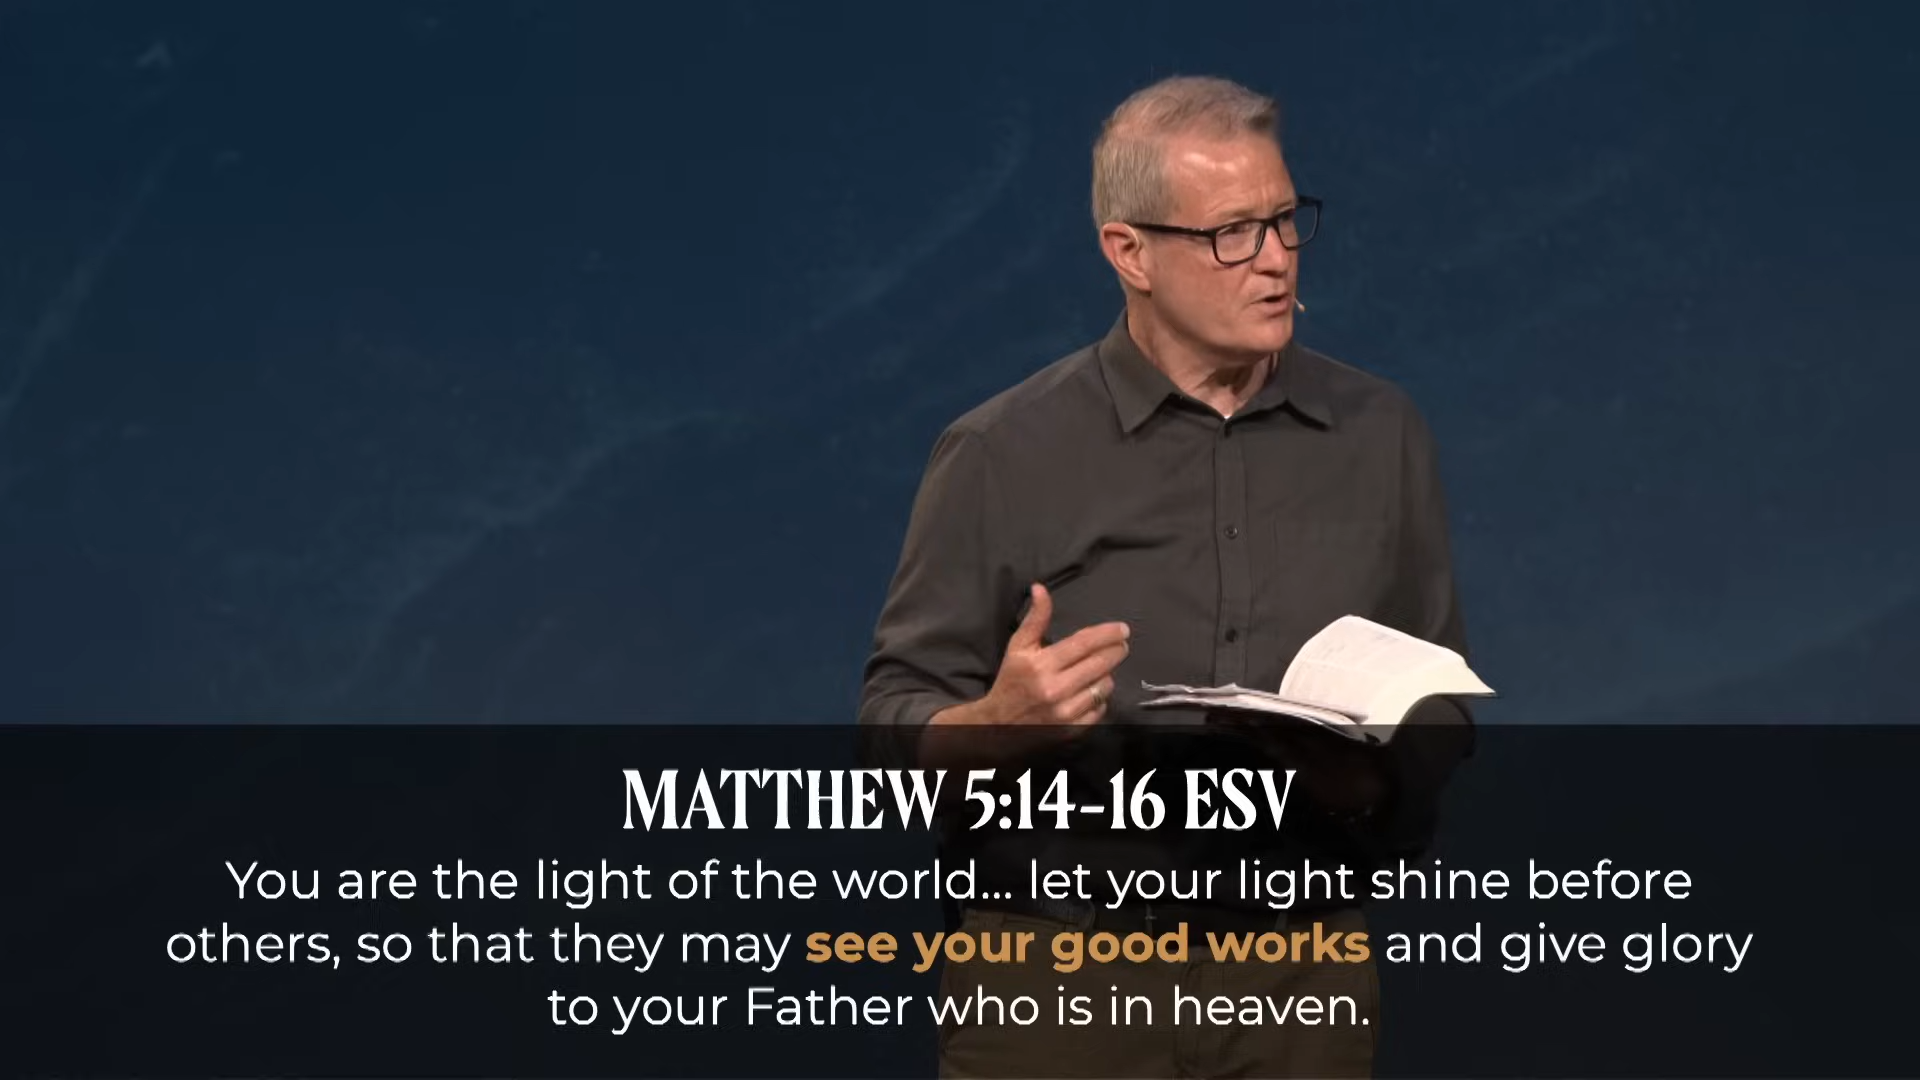 MATTHEW 5:14-16 ESV
You are the light of the world... let your light shine before
others, so that they may see your good works and give glory
to your Father who is in heaven.